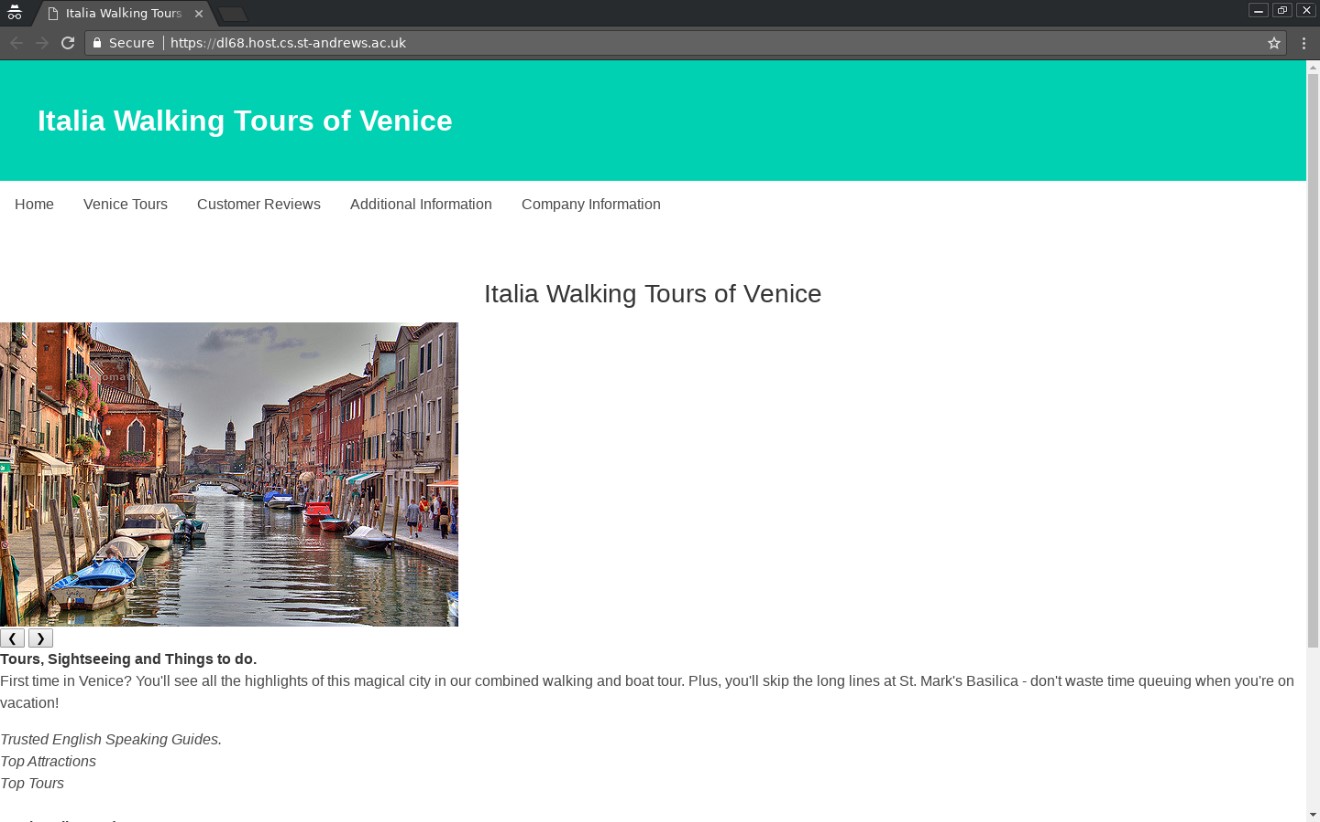 Italia Walking Tours
Secure https://dl68.host.cs.st-andrews.ac.uk
Italia Walking Tours of Venice
Home Venice Tours Customer Reviews Additional Information Company Information
Italia Walking Tours of Venice
❮ ❯
Tours, Sightseeing and Things to do.
First time in Venice? You'll see all the highlights of this magical city in our combined walking and boat tour. Plus, you'll skip the long lines at St. Mark's Basilica - don't waste time queuing when you're on
vacation!
Trusted English Speaking Guides.
Top Attractions
Top Tours